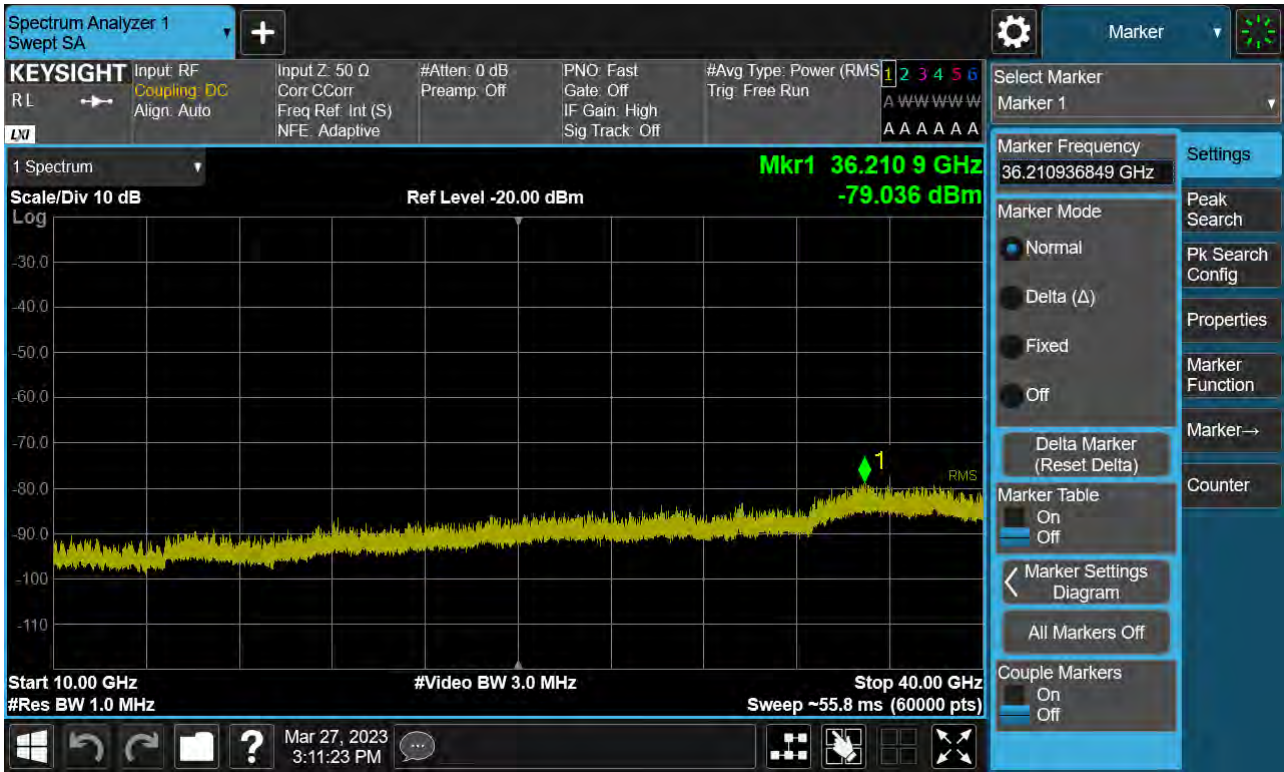 Spectrum Analyzer 1
Swept SA
Marker
KEYSIGHT
R L
LXI
Input: RF
Coupling: DC
Align: Auto
Input Z: 50 Ω
Corr CCorr
Freq Ref: Int (S)
NFE: Adaptive
#Atten: 0 dB
Preamp: Off
PNO: Fast
Gate: Off
IF Gain: High
Sig Track: Off
#Avg Type: Power (RMS
Trig: Free Run
1 2 3 4 5 6
A W W W W W
A A A A A A
Select Marker
Marker 1
1 Spectrum
Mkr1 36.210 9 GHz
-79.036 dBm
Scale/Div 10 dB
Ref Level -20.00 dBm
Log
-30.0
-40.0
-50.0
-60.0
-70.0
-80.0
-90.0
-100
-110
1
RMS
Start 10.00 GHz
#Video BW 3.0 MHz
Stop 40.00 GHz
#Res BW 1.0 MHz
Sweep ~55.8 ms (60000 pts)
Marker Frequency
36.210936849 GHz
Marker Mode
Normal
Delta (Δ)
Fixed
Off
Delta Marker
(Reset Delta)
Marker Table
On
Off
Marker Settings
Diagram
All Markers Off
Couple Markers
On
Off
Settings
Peak
Search
Pk Search
Config
Properties
Marker
Function
Marker→
Counter
?
Mar 27, 2023
3:11:23 PM